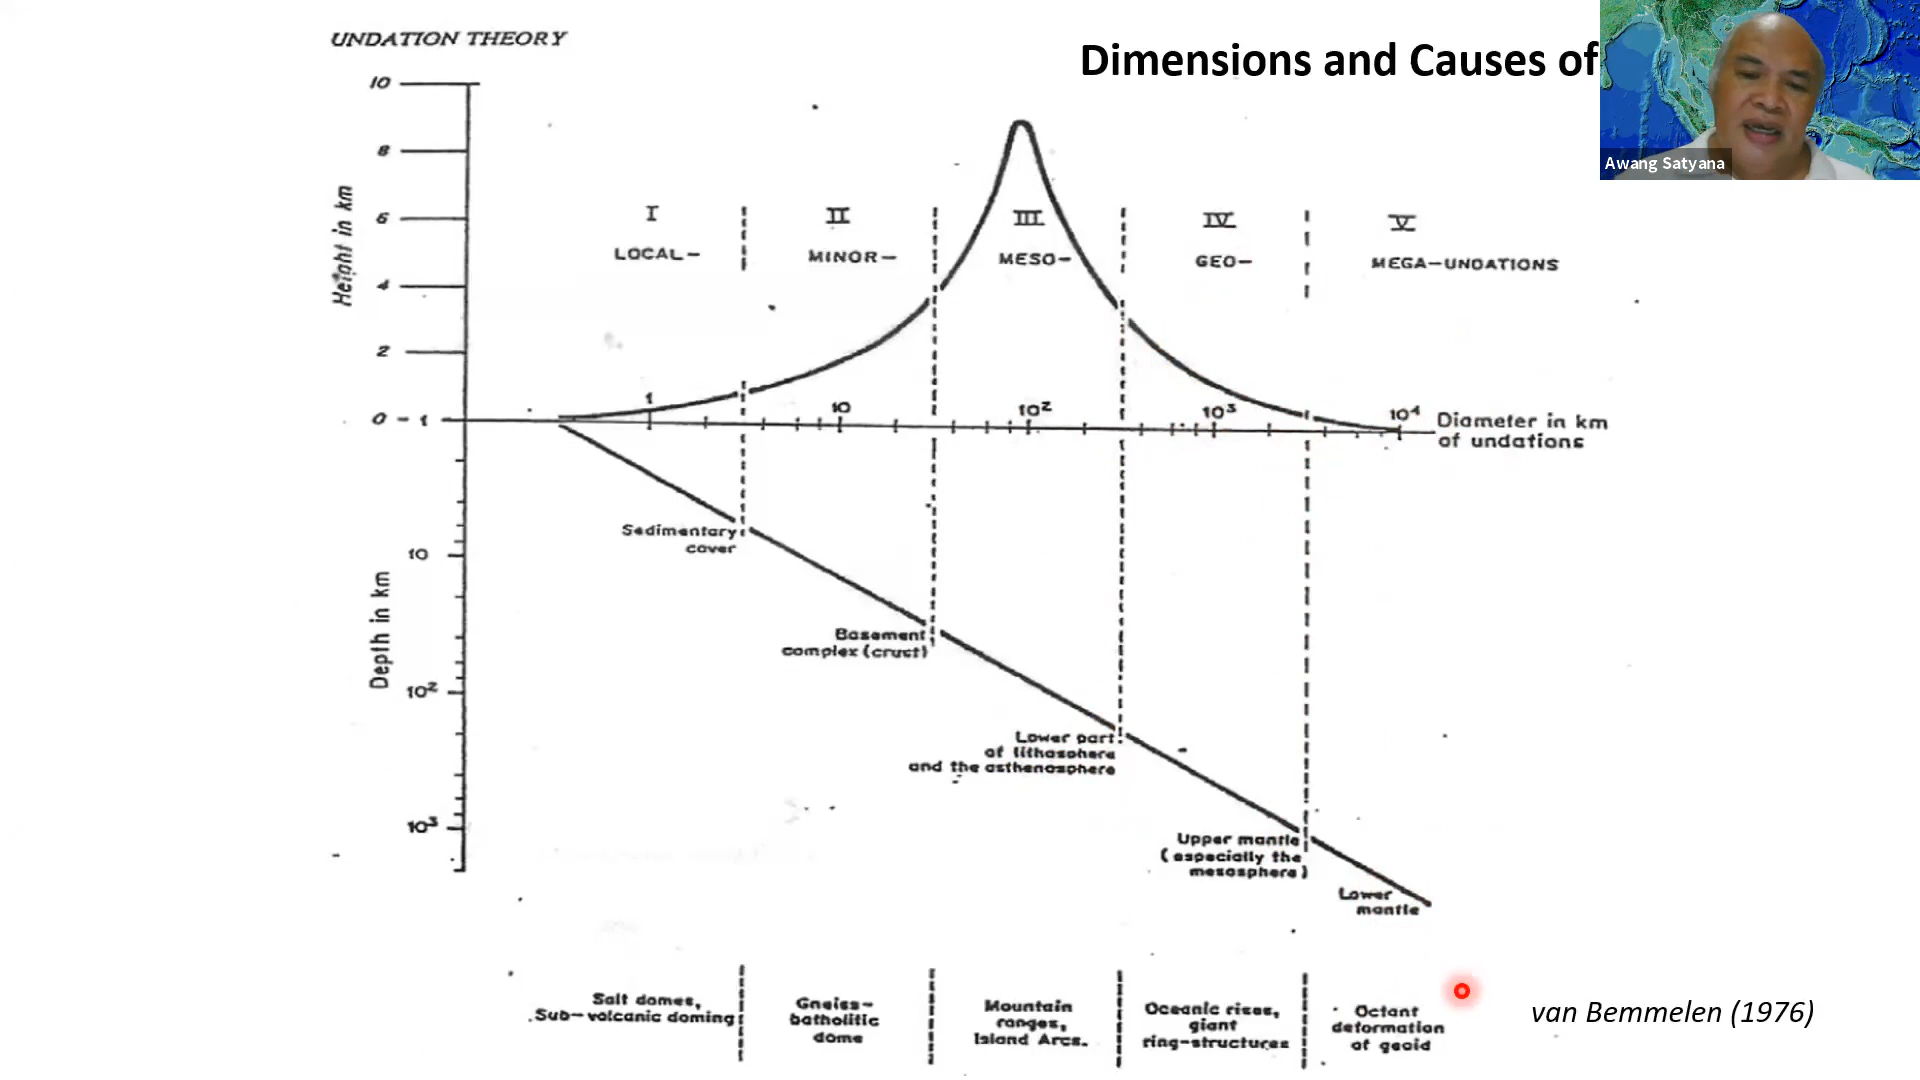 UNDATION THEORY
Dimensions and Causes of
Awang Satyana
10
8
6
4
2
0 - 1
Height in km
I
II
III
IV
V
LOCAL-
MINOR-
MESO-
GEO-
MEGA-UNDATIONS
1
10
10²
10³
10⁴
Diameter in km
of undations
Depth in km
10
10²
10³
Sedimentary
cover
Basement
complex (crust)
Lower part
of lithosphere
and the asthenosphere
Upper mantle
(especially the
mesosphere)
Lower
mantle
Salt domes,
Sub-volcanic doming
Gneiss-
batholitic
dome
Mountain
ranges,
Island Arcs.
Oceanic rises,
giant
ring-structures
Octant
deformation
of geoid
van Bemmelen (1976)